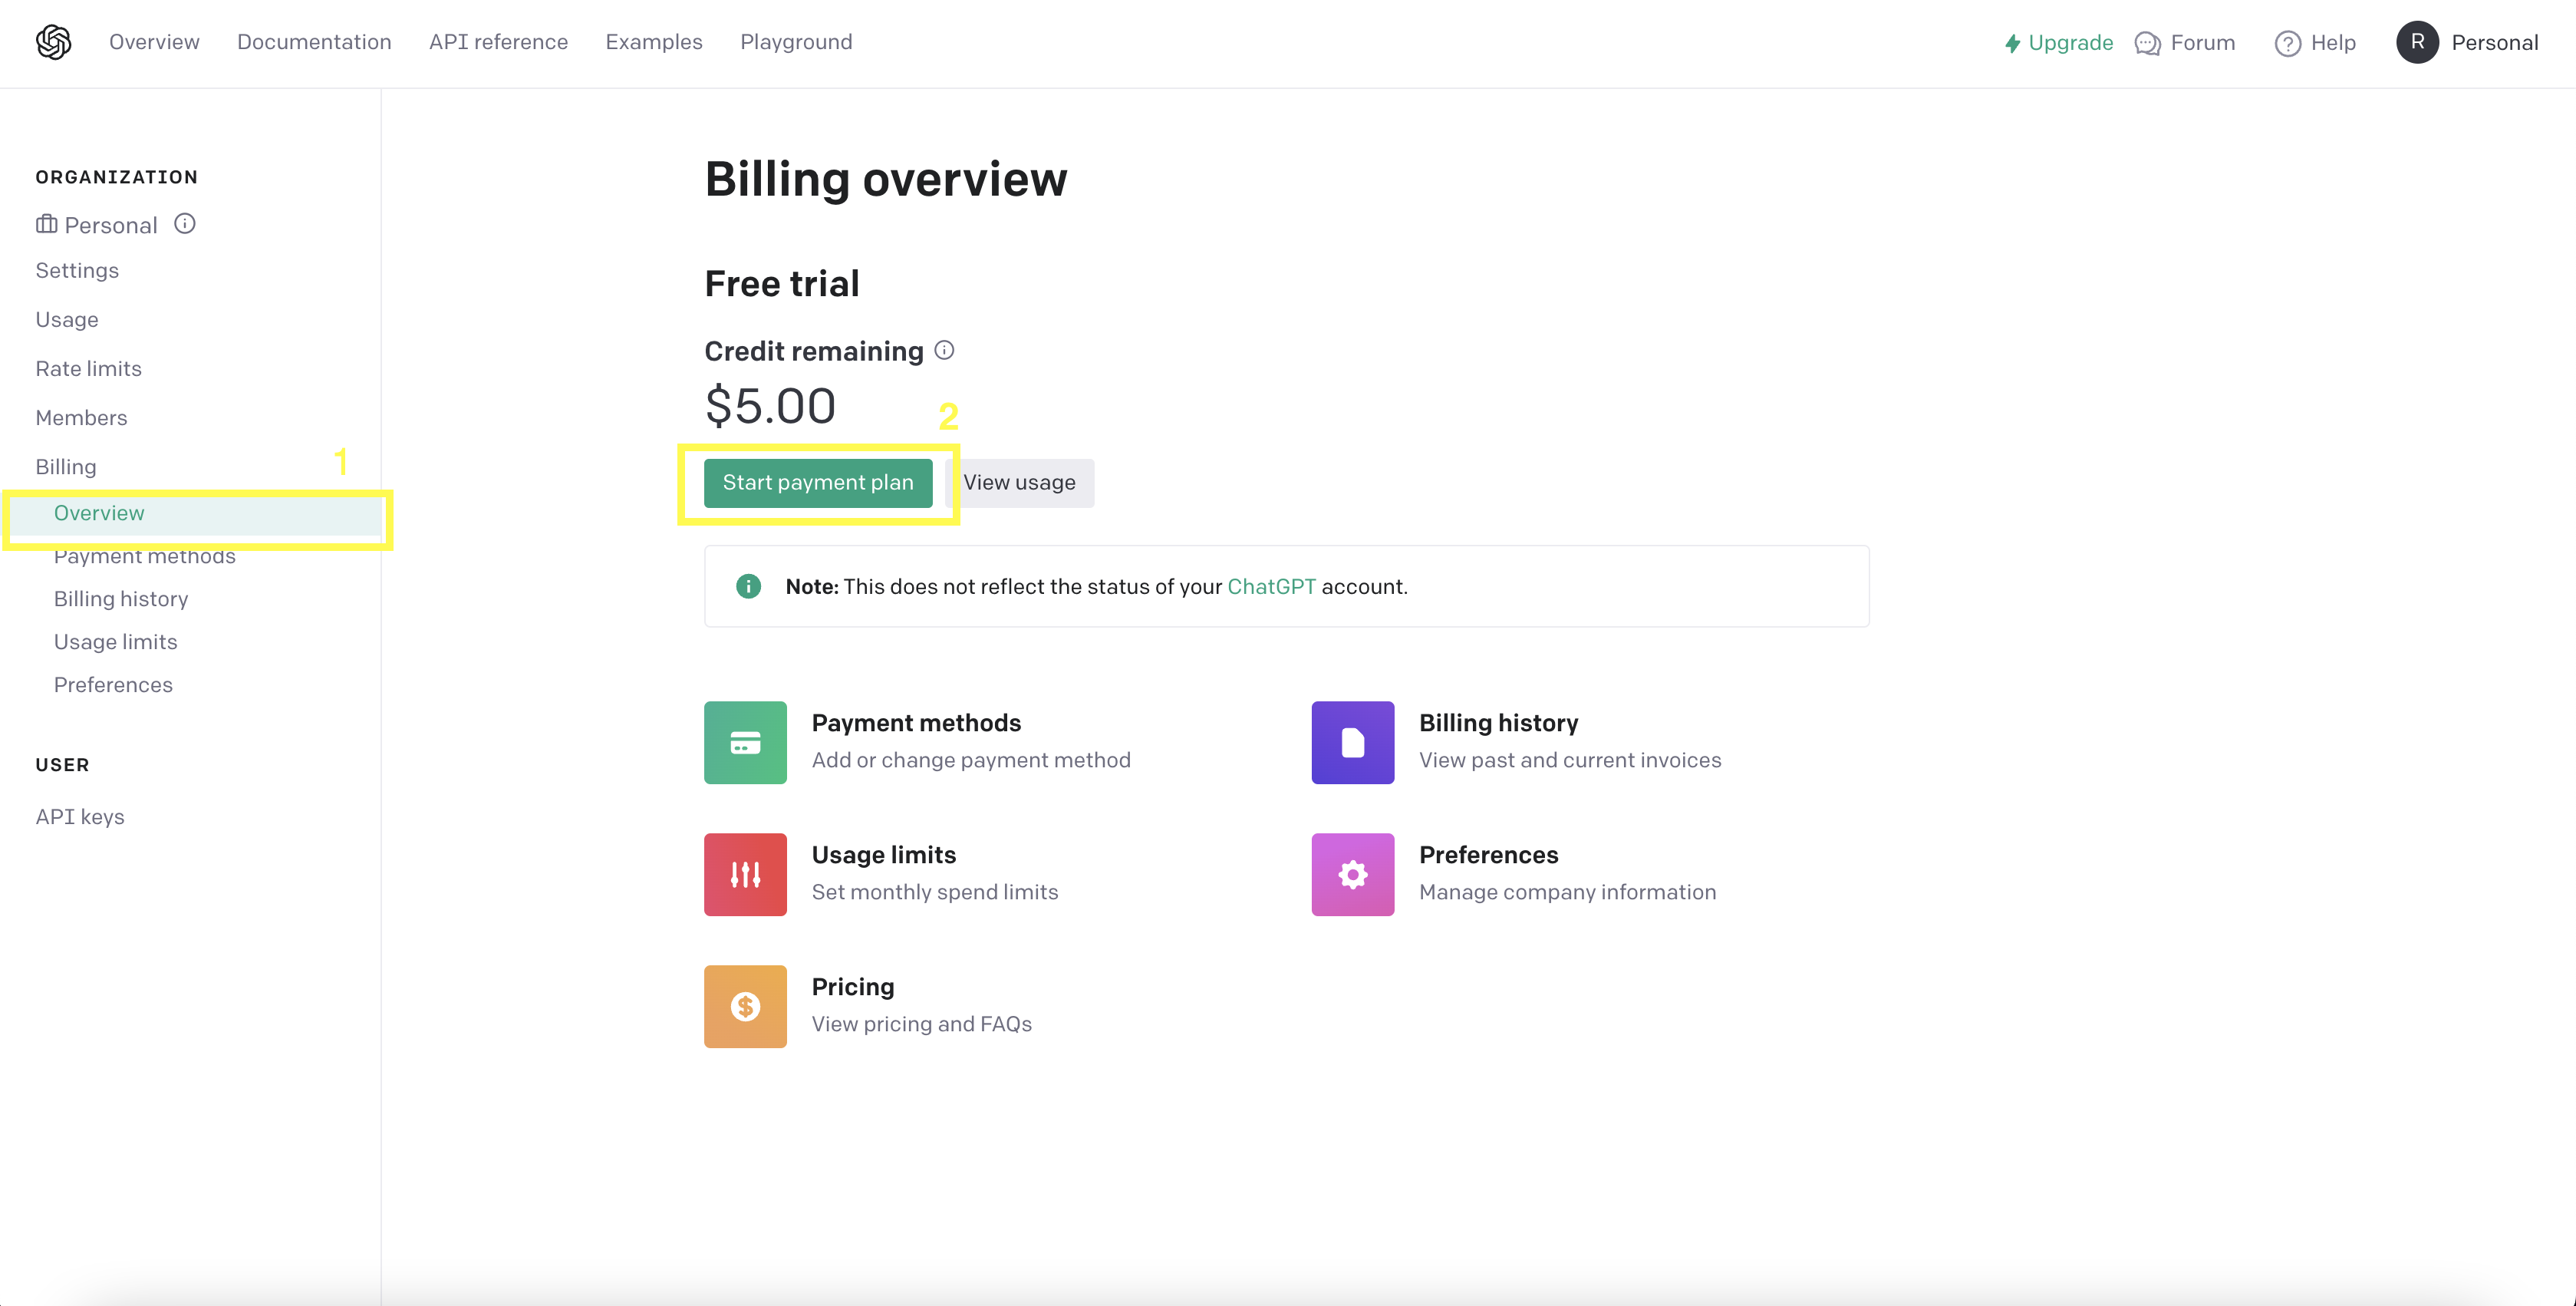 Overview Documentation API reference Examples Playground Upgrade Forum Help R Personal
ORGANIZATION
Personal
Settings
Usage
Rate limits
Members
Billing 1
Overview
Payment methods
Billing history
Usage limits
Preferences
USER
API keys
Billing overview
Free trial
Credit remaining
$5.00
2
Start payment plan View usage
Note: This does not reflect the status of your ChatGPT account.
Payment methods
Add or change payment method
Billing history
View past and current invoices
Usage limits
Set monthly spend limits
Preferences
Manage company information
Pricing
View pricing and FAQs